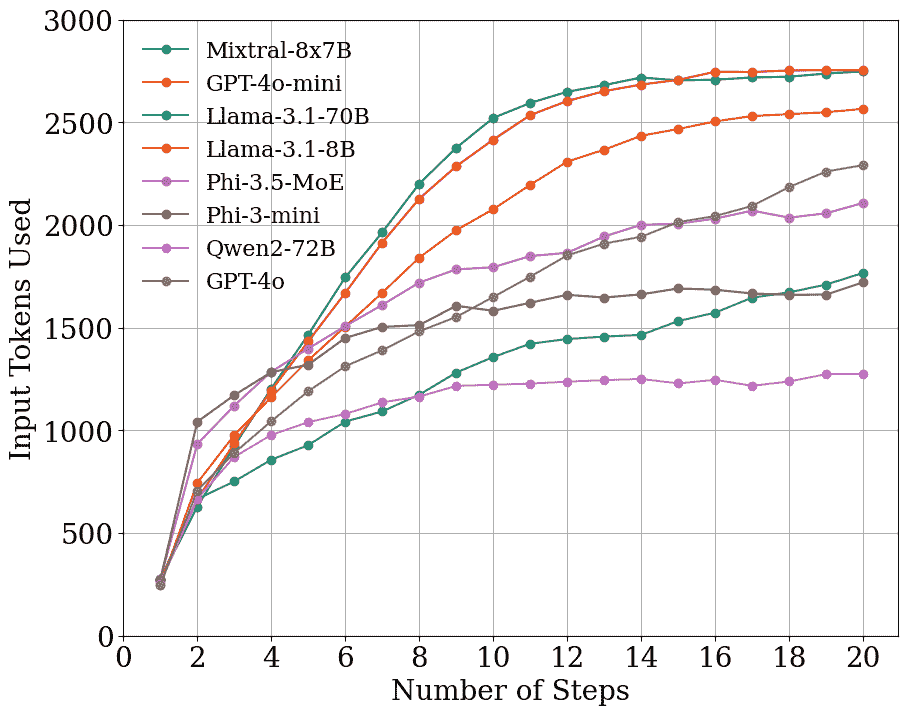 3000
2500
2000
1500
1000
500
0
Input Tokens Used
Mixtral-8x7B
GPT-4o-mini
Llama-3.1-70B
Llama-3.1-8B
Phi-3.5-MoE
Phi-3-mini
Qwen2-72B
GPT-4o
0 2 4 6 8 10 12 14 16 18 20
Number of Steps